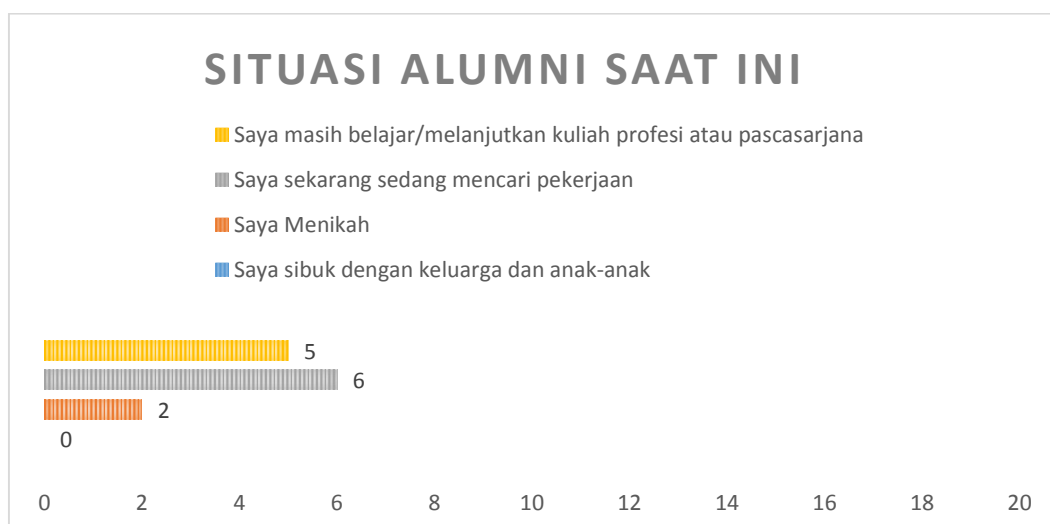 SITUASI ALUMNI SAAT INI
Saya masih belajar/melanjutkan kuliah profesi atau pascasarjana
Saya sekarang sedang mencari pekerjaan
Saya Menikah
Saya sibuk dengan keluarga dan anak-anak
5
6
2
0
0 2 4 6 8 10 12 14 16 18 20